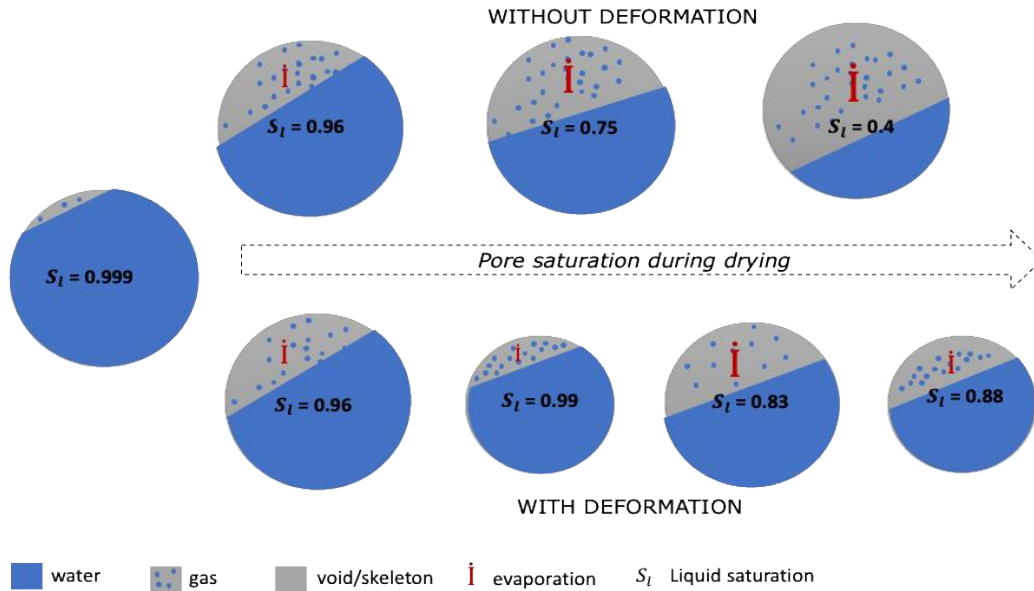 WITHOUT DEFORMATION
S_l = 0.96
S_l = 0.75
S_l = 0.4
S_l = 0.999
Pore saturation during drying
S_l = 0.96
S_l = 0.99
S_l = 0.83
S_l = 0.88
WITH DEFORMATION
water gas void/skeleton İ evaporation S_l Liquid saturation